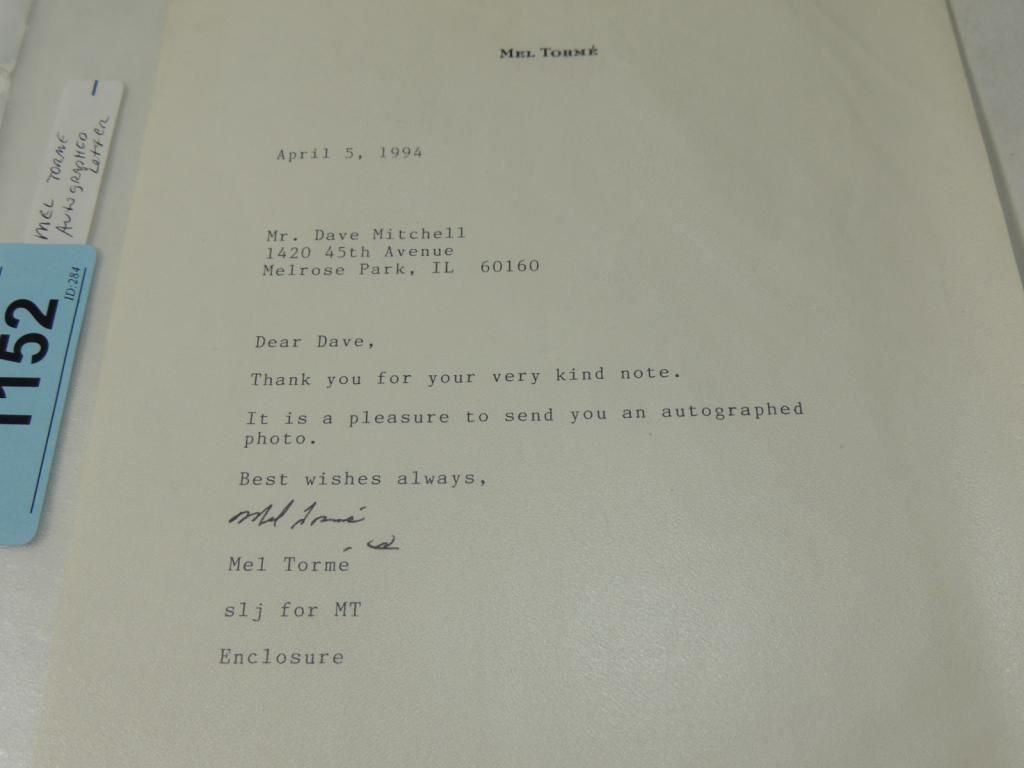 MEL TORMÉ
April 5, 1994
Mr. Dave Mitchell
1420 45th Avenue
Melrose Park, IL 60160
Dear Dave,
Thank you for your very kind note.
It is a pleasure to send you an autographed
photo.
Best wishes always,
Mel Tormé
Mel Tormé
slj for MT
Enclosure
MEL TORME
AUTOGRAPHED
Letter
1152
ID:284